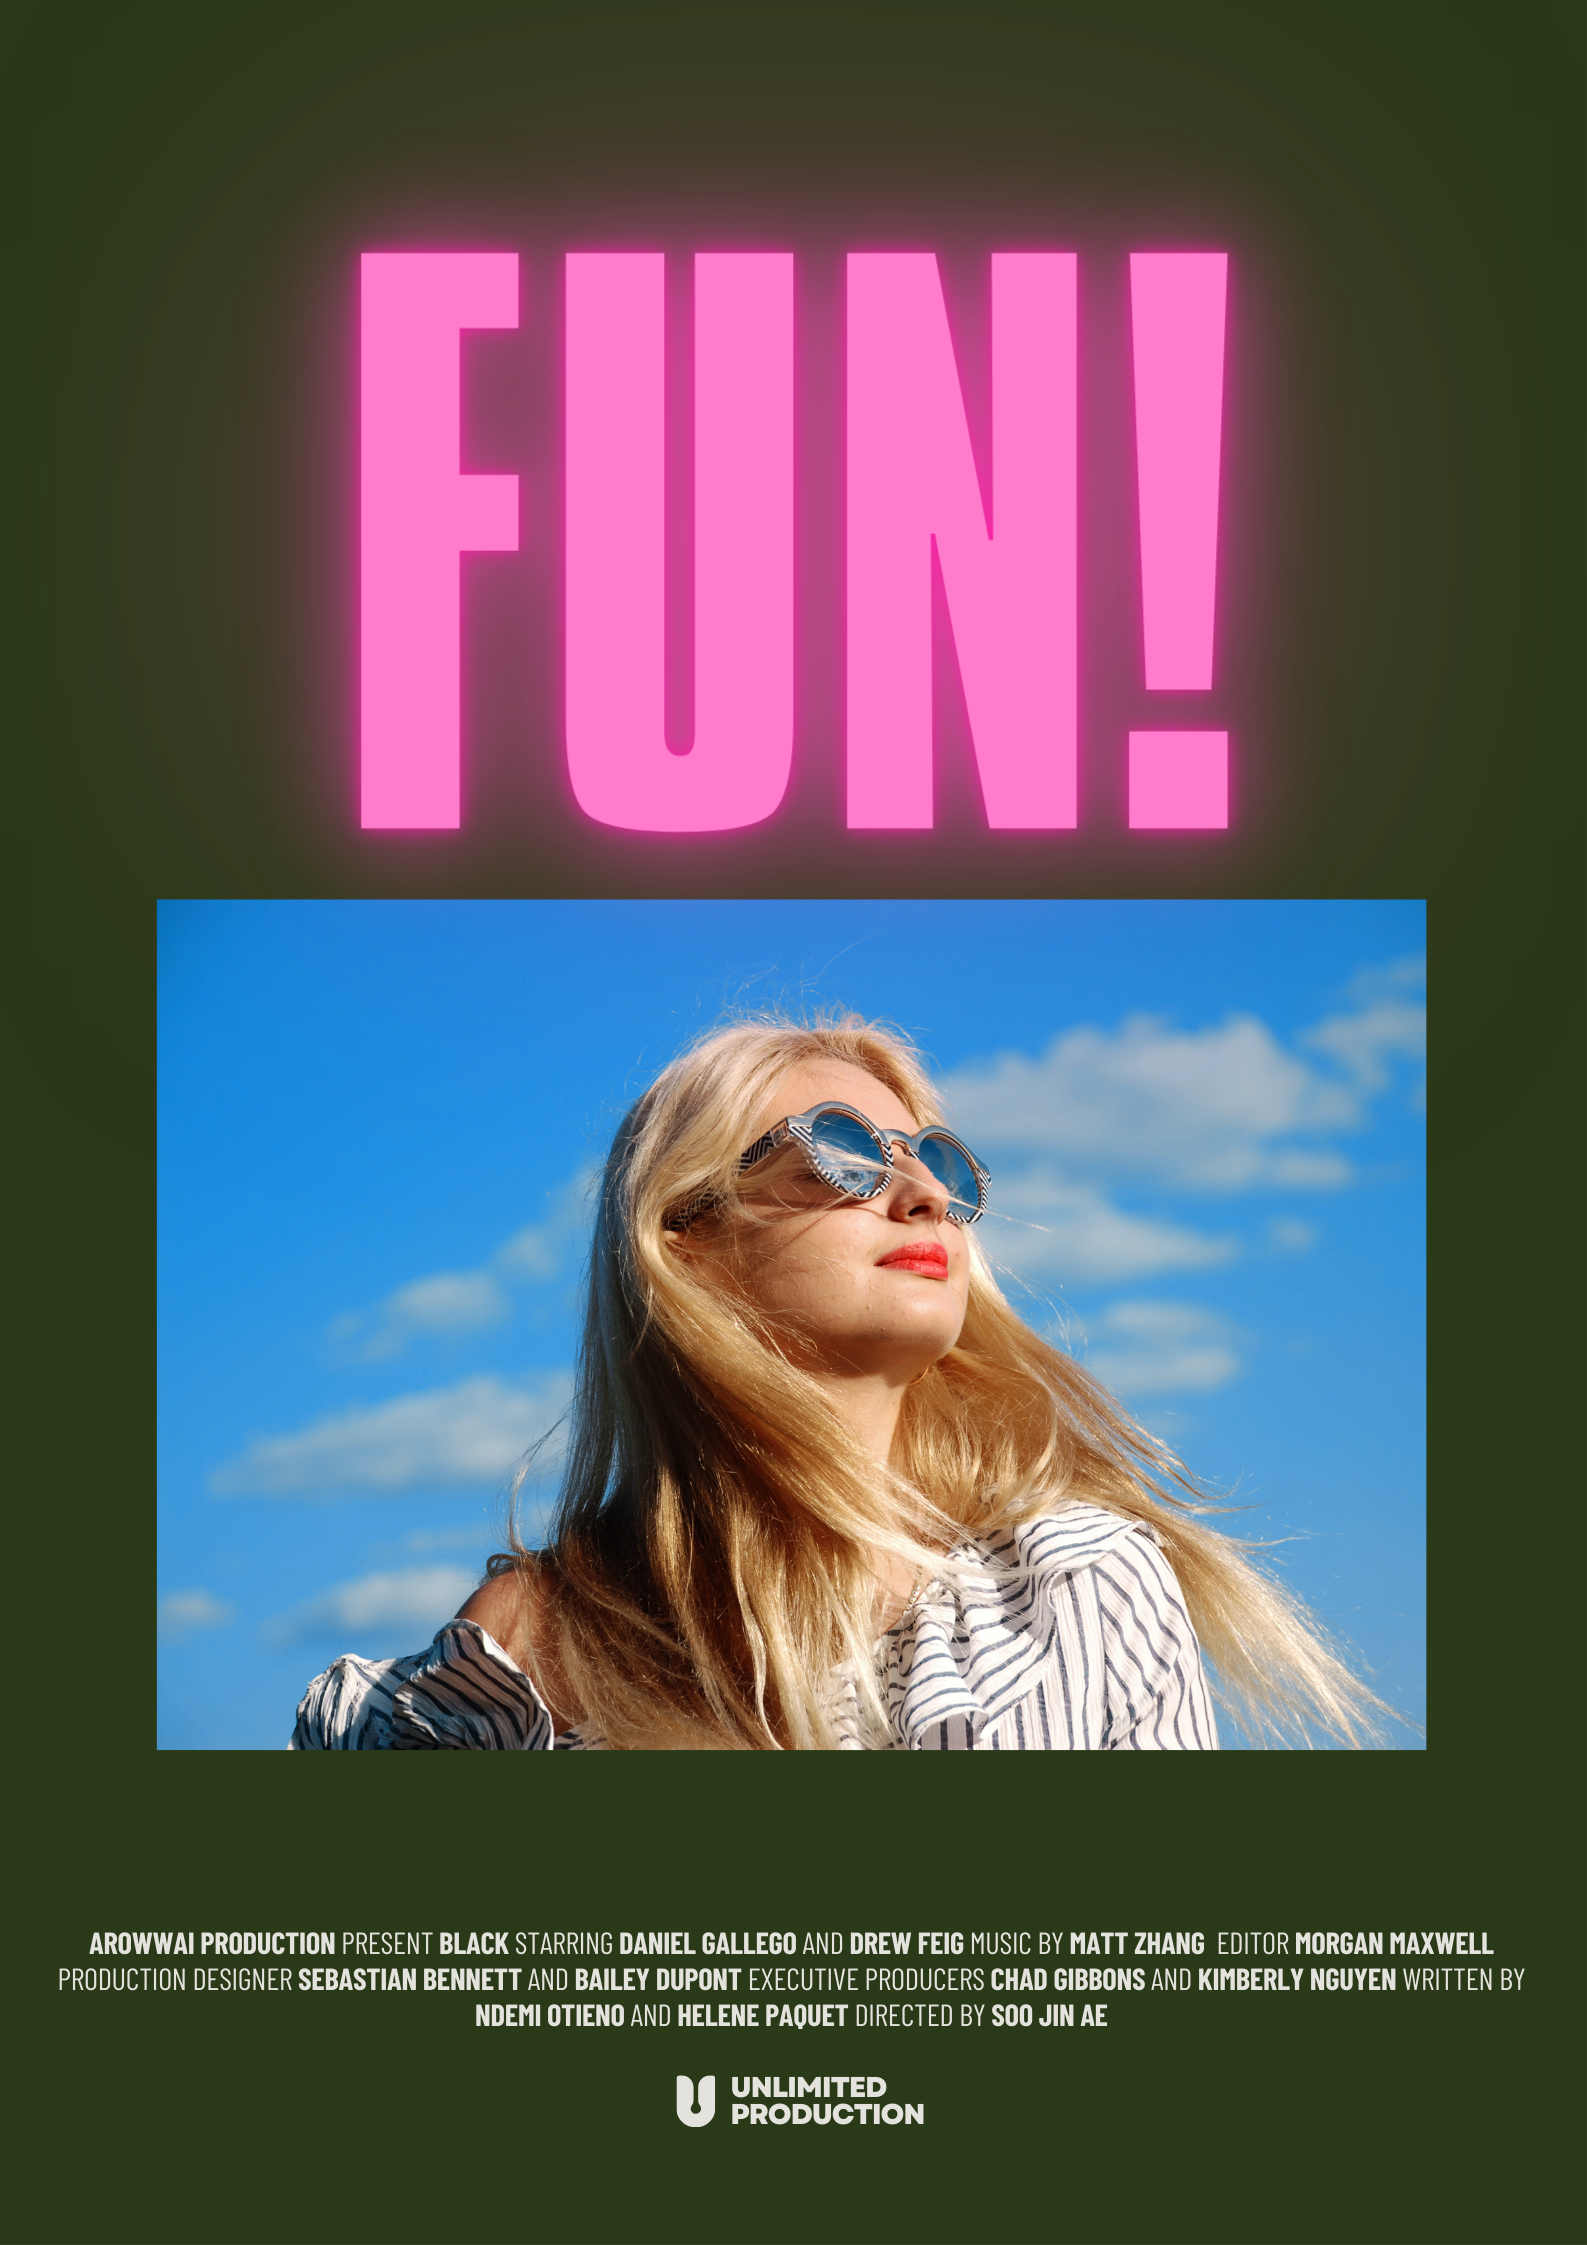 FUN!
AROWWAI PRODUCTION PRESENT BLACK STARRING DANIEL GALLEGO AND DREW FEIG MUSIC BY MATT ZHANG EDITOR MORGAN MAXWELL
PRODUCTION DESIGNER SEBASTIAN BENNETT AND BAILEY DUPONT EXECUTIVE PRODUCERS CHAD GIBBONS AND KIMBERLY NGUYEN WRITTEN BY
NDEMI OTIENO AND HELENE PAQUET DIRECTED BY SOO JIN AE
UNLIMITED
PRODUCTION